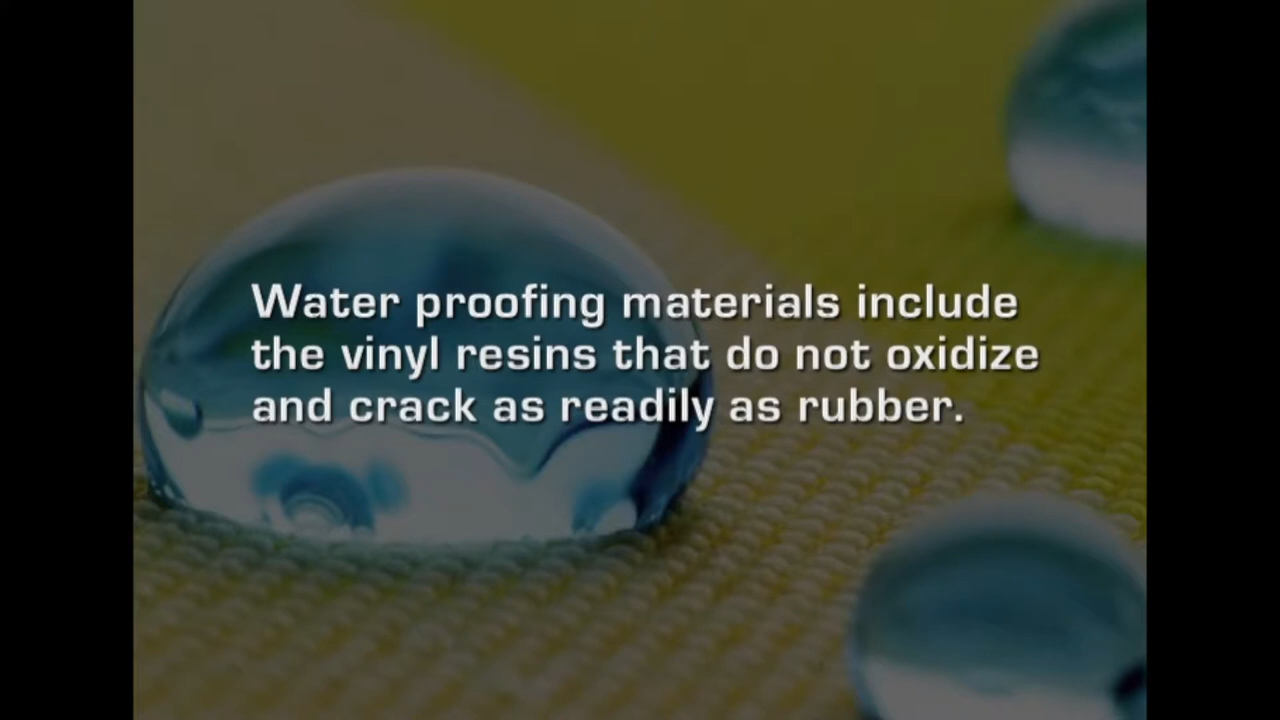 Water proofing materials include
the vinyl resins that do not oxidize
and crack as readily as rubber.